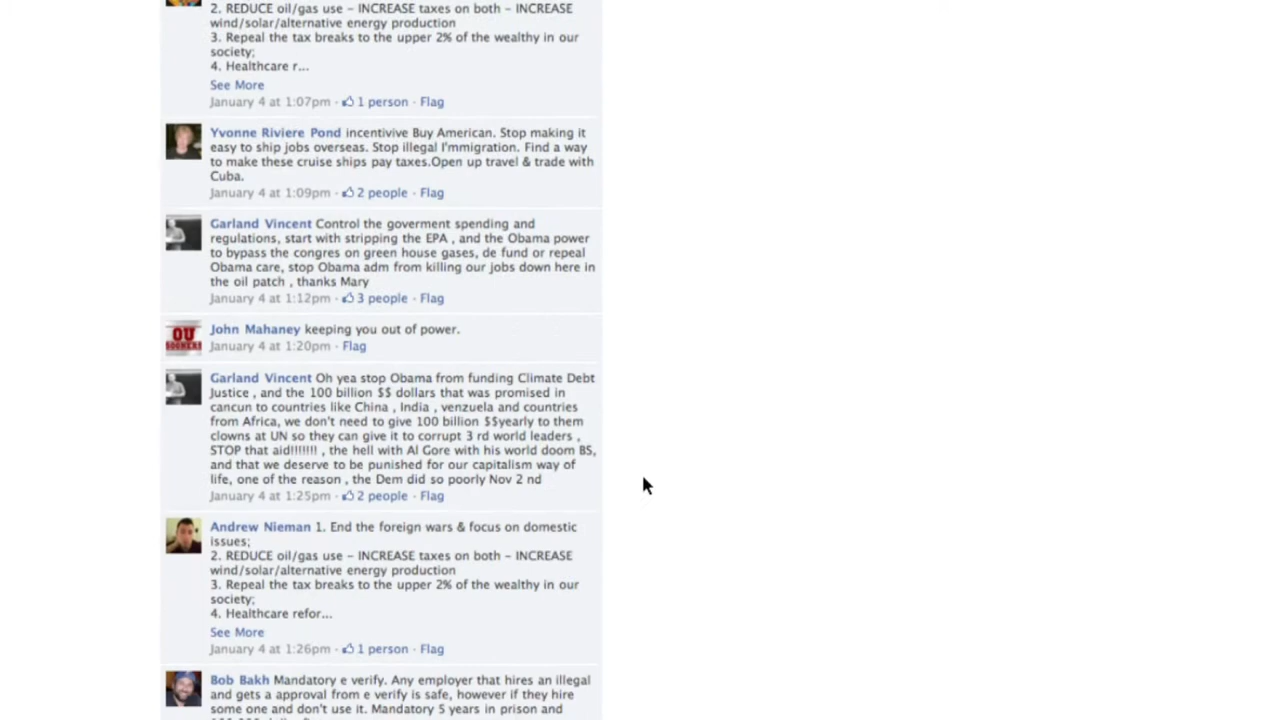 2. REDUCE oil/gas use - INCREASE taxes on both - INCREASE
wind/solar/alternative energy production
3. Repeal the tax breaks to the upper 2% of the wealthy in our
society;
4. Healthcare r...
See More
January 4 at 1:07pm · 1 person · Flag
Yvonne Riviere Pond incentivive Buy American. Stop making it
easy to ship jobs overseas. Stop illegal I'mmigration. Find a way
to make these cruise ships pay taxes.Open up travel & trade with
Cuba.
January 4 at 1:09pm · 2 people · Flag
Garland Vincent Control the goverment spending and
regulations, start with stripping the EPA , and the Obama power
to bypass the congres on green house gases, de fund or repeal
Obama care, stop Obama adm from killing our jobs down here in
the oil patch , thanks Mary
January 4 at 1:12pm · 3 people · Flag
OU
SOONERS
John Mahaney keeping you out of power.
January 4 at 1:20pm · Flag
Garland Vincent Oh yea stop Obama from funding Climate Debt
Justice , and the 100 billion $$ dollars that was promised in
cancun to countries like China , India , venzuela and countries
from Africa, we don't need to give 100 billion $$yearly to them
clowns at UN so they can give it to corrupt 3 rd world leaders ,
STOP that aid!!!!!!! , the hell with Al Gore with his world doom BS,
and that we deserve to be punished for our capitalism way of
life, one of the reason , the Dem did so poorly Nov 2 nd
January 4 at 1:25pm · 2 people · Flag
Andrew Nieman 1. End the foreign wars & focus on domestic
issues;
2. REDUCE oil/gas use - INCREASE taxes on both - INCREASE
wind/solar/alternative energy production
3. Repeal the tax breaks to the upper 2% of the wealthy in our
society;
4. Healthcare refor...
See More
January 4 at 1:26pm · 1 person · Flag
Bob Bakh Mandatory e verify. Any employer that hires an illegal
and gets a approval from e verify is safe, however if they hire
some one and don't use it. Mandatory 5 years in prison and